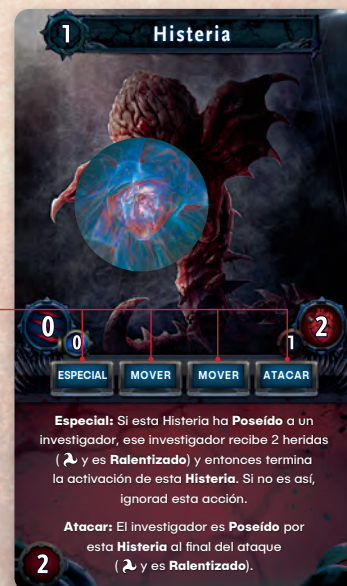 1 Histeria
0 2
0 1
ESPECIAL MOVER MOVER ATACAR
Especial: Si esta Histeria ha Poseído a un
investigador, ese investigador recibe 2 heridas
( y es Ralentizado) y entonces termina
la activación de esta Histeria. Si no es así,
ignorad esta acción.
Atacar: El investigador es Poseído por
esta Histeria al final del ataque
( y es Ralentizado).
2